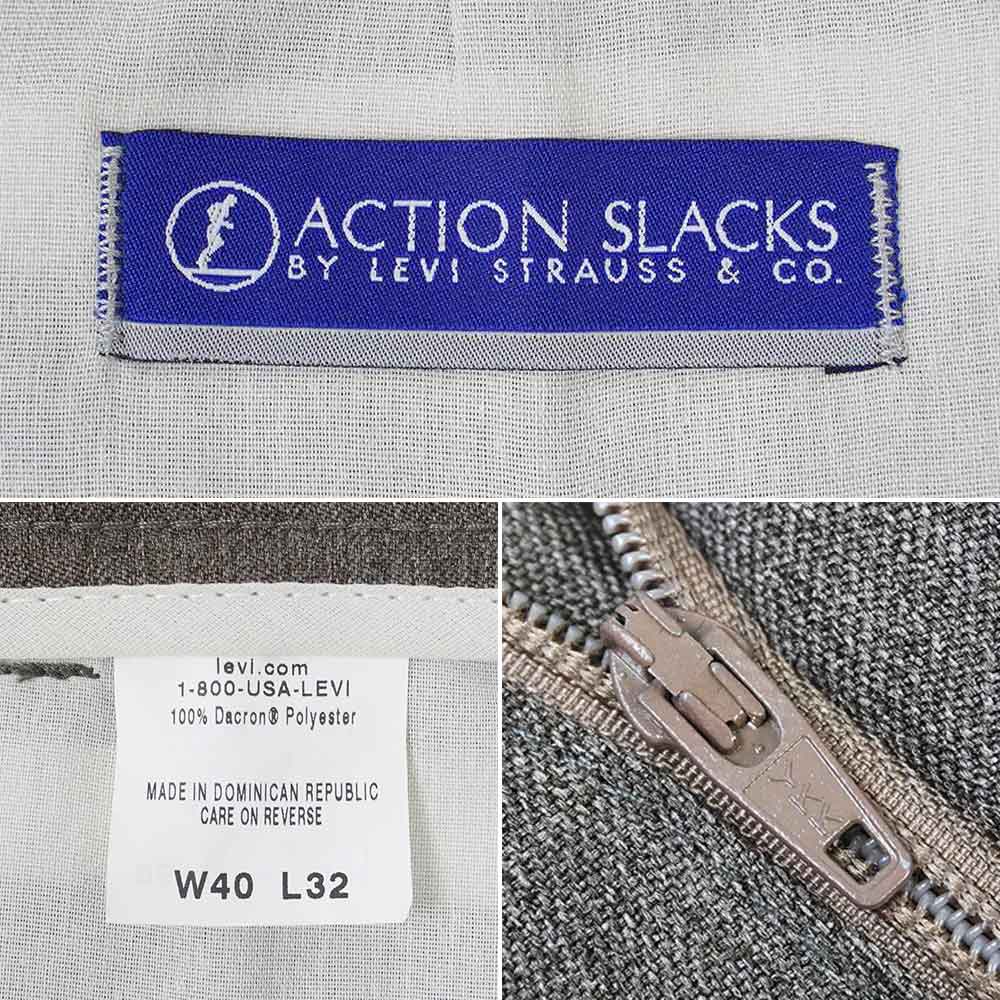 ACTION SLACKS
BY LEVI STRAUSS & CO.
levi.com
1-800-USA-LEVI
100% Dacron® Polyester
MADE IN DOMINICAN REPUBLIC
CARE ON REVERSE
W40 L32
YKK